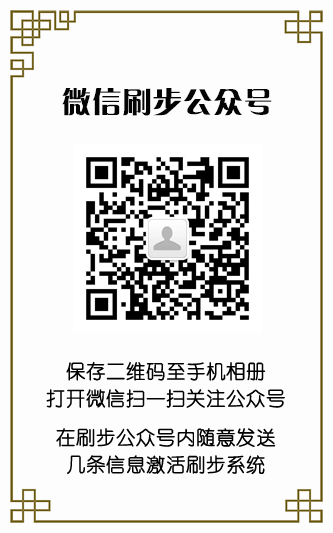 微信刷步公众号
保存二维码至手机相册
打开微信扫一扫关注公众号
在刷步公众号内随意发送
几条信息激活刷步系统